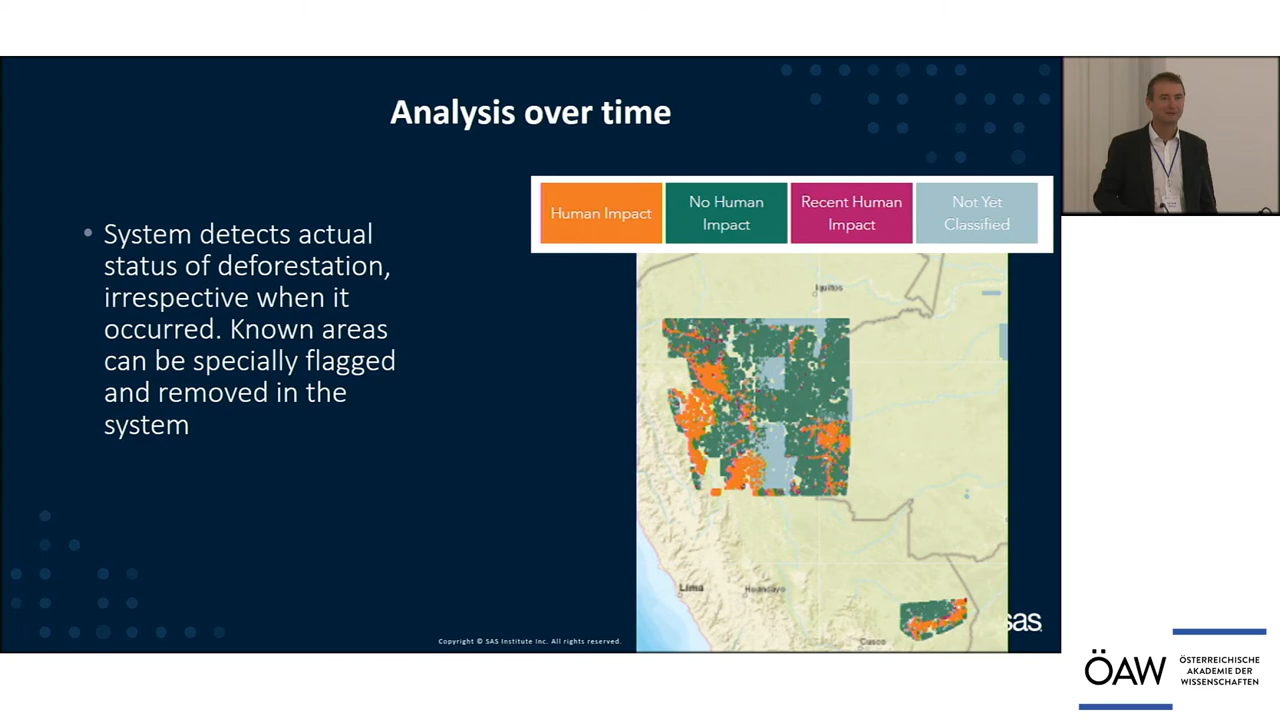 Analysis over time
• System detects actual
status of deforestation,
irrespective when it
occurred. Known areas
can be specially flagged
and removed in the
system
Human Impact
No Human
Impact
Recent Human
Impact
Not Yet
Classified
Iquitos
Lima
Huancayo
Cusco
Copyright © SAS Institute Inc. All rights reserved.
sas
ÖAW
ÖSTERREICHISCHE
AKADEMIE DER
WISSENSCHAFTEN